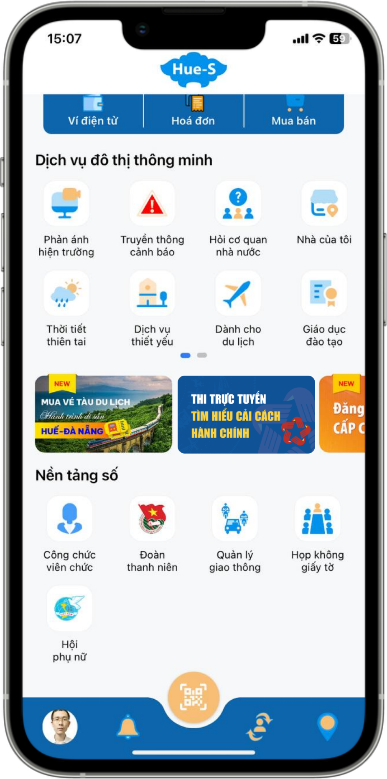 15:07
59
Hue-S
Ví điện tử
Hoá đơn
Mua bán
Dịch vụ đô thị thông minh
Phản ánh
hiện trường
Truyền thông
cảnh báo
Hỏi cơ quan
nhà nước
Nhà của tôi
Thời tiết
thiên tai
Dịch vụ
thiết yếu
Dành cho
du lịch
Giáo dục
đào tạo
NEW
MUA VÉ TÀU DU LỊCH
Hành trình di sản
HUẾ-ĐÀ NẴNG
THI TRỰC TUYẾN
TÌM HIỂU CẢI CÁCH
HÀNH CHÍNH
NEW
Đăng
CẤP C
Nền tảng số
Công chức
viên chức
Đoàn
thanh niên
Quản lý
giao thông
Họp không
giấy tờ
Hội
phụ nữ